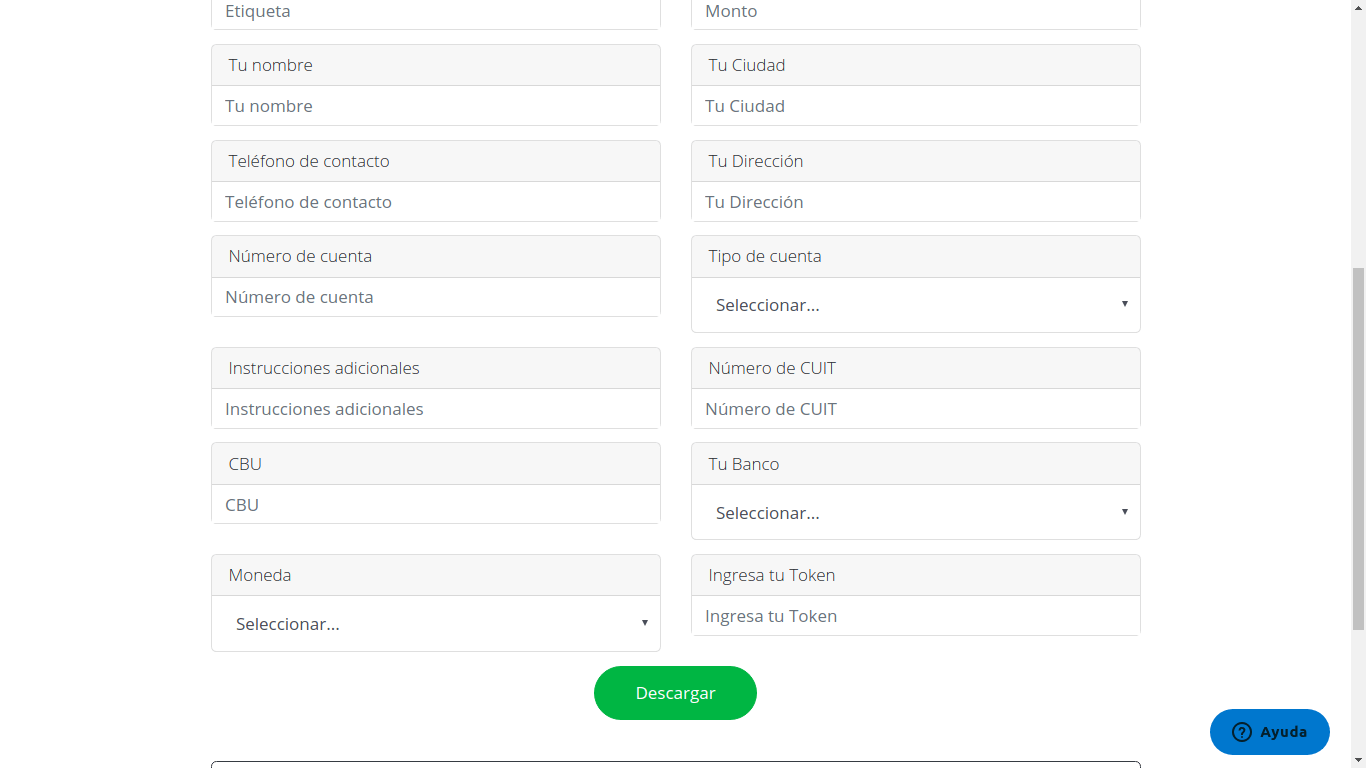 Etiqueta
Monto
Tu nombre
Tu Ciudad
Tu nombre
Tu Ciudad
Teléfono de contacto
Tu Dirección
Teléfono de contacto
Tu Dirección
Número de cuenta
Tipo de cuenta
Número de cuenta
Seleccionar...
Instrucciones adicionales
Número de CUIT
Instrucciones adicionales
Número de CUIT
CBU
Tu Banco
CBU
Seleccionar...
Moneda
Ingresa tu Token
Seleccionar...
Ingresa tu Token
Descargar
Ayuda